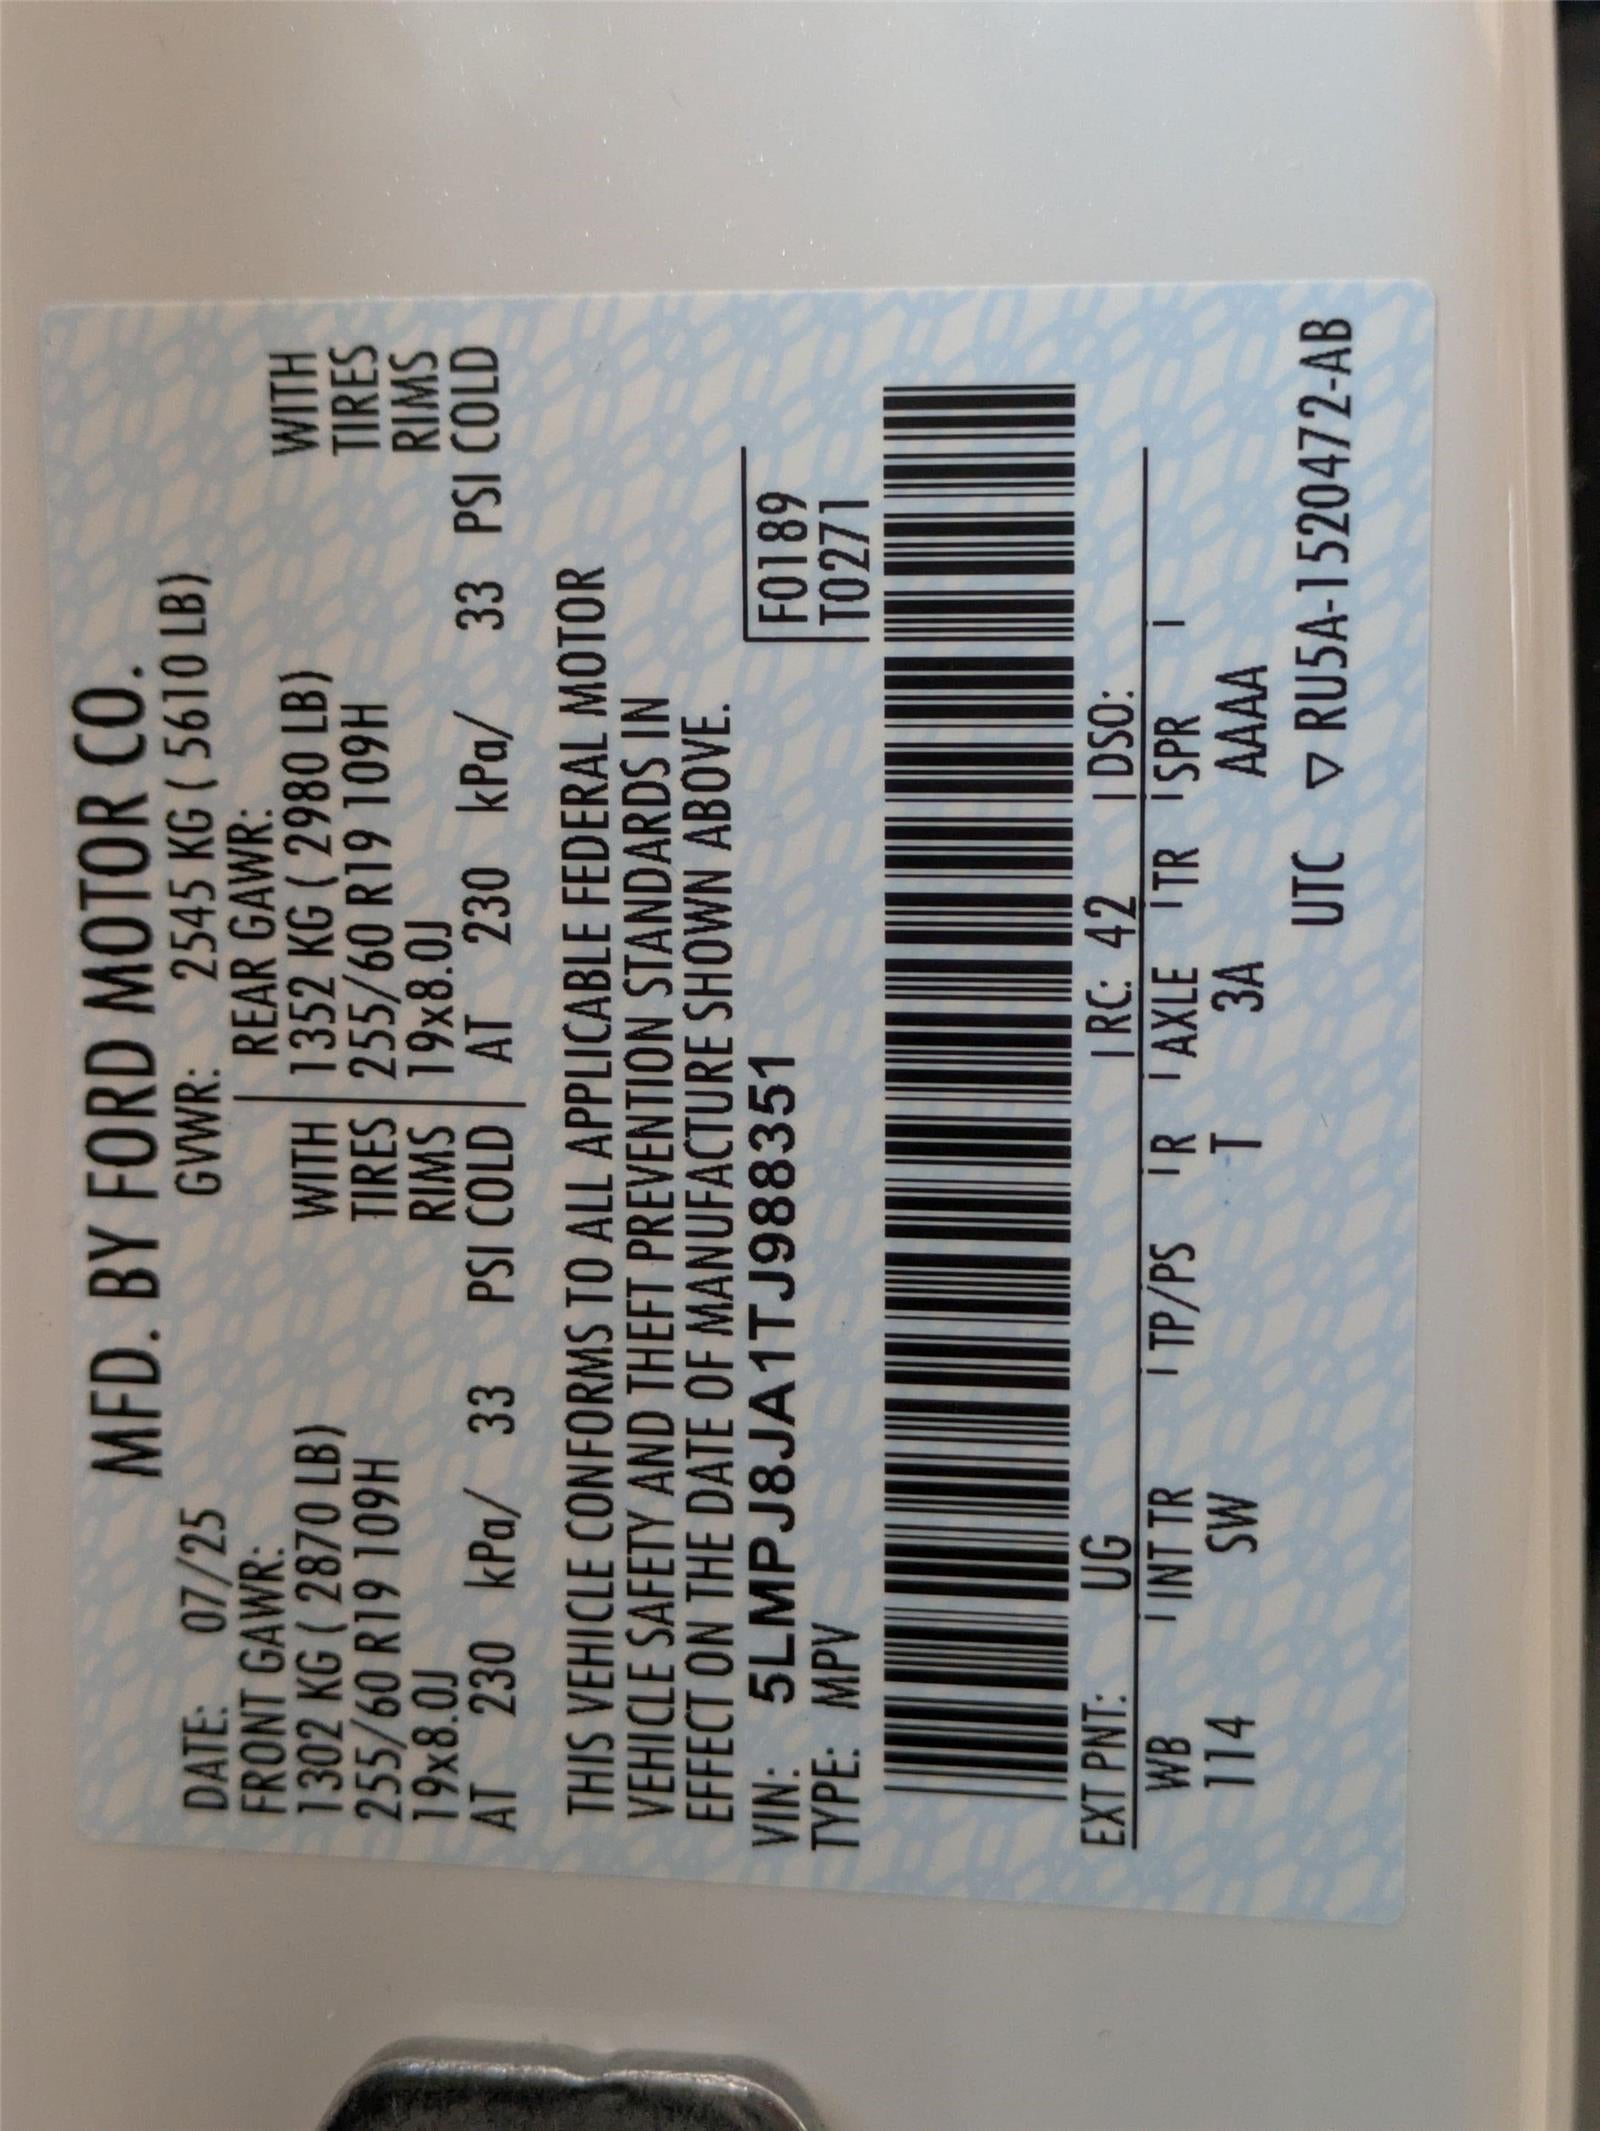 MFD. BY FORD MOTOR CO.
DATE: 07/25 GVWR: 2545 KG ( 5610 LB)
FRONT GAWR: REAR GAWR:
1302 KG ( 2870 LB) WITH 1352 KG ( 2980 LB) WITH
255/60 R19 109H TIRES 255/60 R19 109H TIRES
19x8.0J RIMS 19x8.0J RIMS
AT 230 kPa/ 33 PSI COLD AT 230 kPa/ 33 PSI COLD
THIS VEHICLE CONFORMS TO ALL APPLICABLE FEDERAL MOTOR
VEHICLE SAFETY AND THEFT PREVENTION STANDARDS IN
EFFECT ON THE DATE OF MANUFACTURE SHOWN ABOVE.
VIN: 5LMPJ8JA1TJ988351 F0189
TYPE: MPV T0271
EXT PNT: UG RC: 42 DSO:
WB INT TR TP/PS R AXLE TR SPR
114 SW T 3A AAAA
UTC ▽ RU5A-1520472-AB